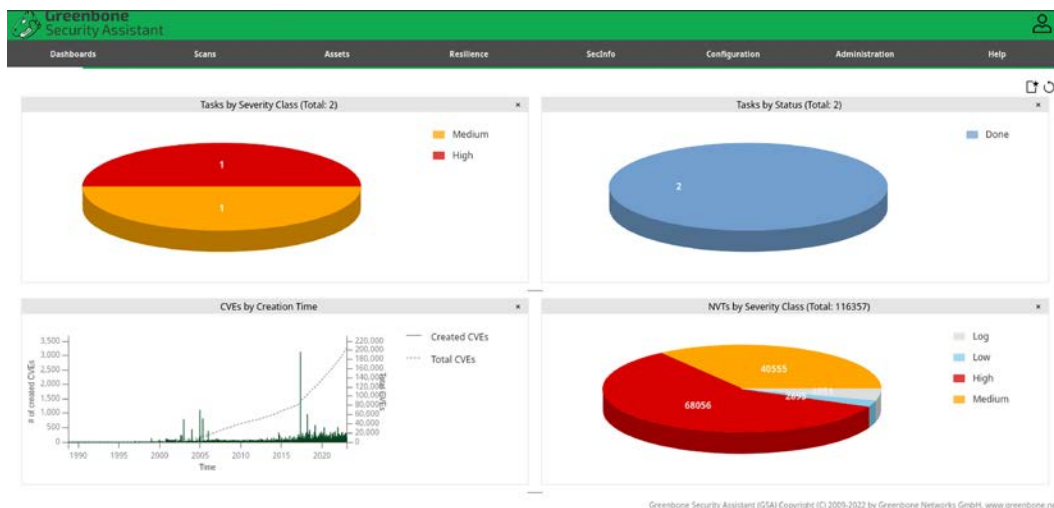 Greenbone
Security Assistant
Dashboards Scans Assets Resilience SecInfo Configuration Administration Help
Tasks by Severity Class (Total: 2) ×
1
1
Medium
High
Tasks by Status (Total: 2) ×
2
Done
CVEs by Creation Time ×
# of created CVEs
3,500
3,000
2,500
2,000
1,500
1,000
500
0
1990 1995 2000 2005 2010 2015 2020
Time
220,000
200,000
180,000
160,000
140,000
120,000
100,000
80,000
60,000
40,000
20,000
0
Total CVEs
Created CVEs
Total CVEs
NVTs by Severity Class (Total: 116357) ×
40555
68056
Log
Low
High
Medium
Greenbone Security Assistant (GSA) Copyright (C) 2009-2022 by Greenbone Networks GmbH, www.greenbone.ne